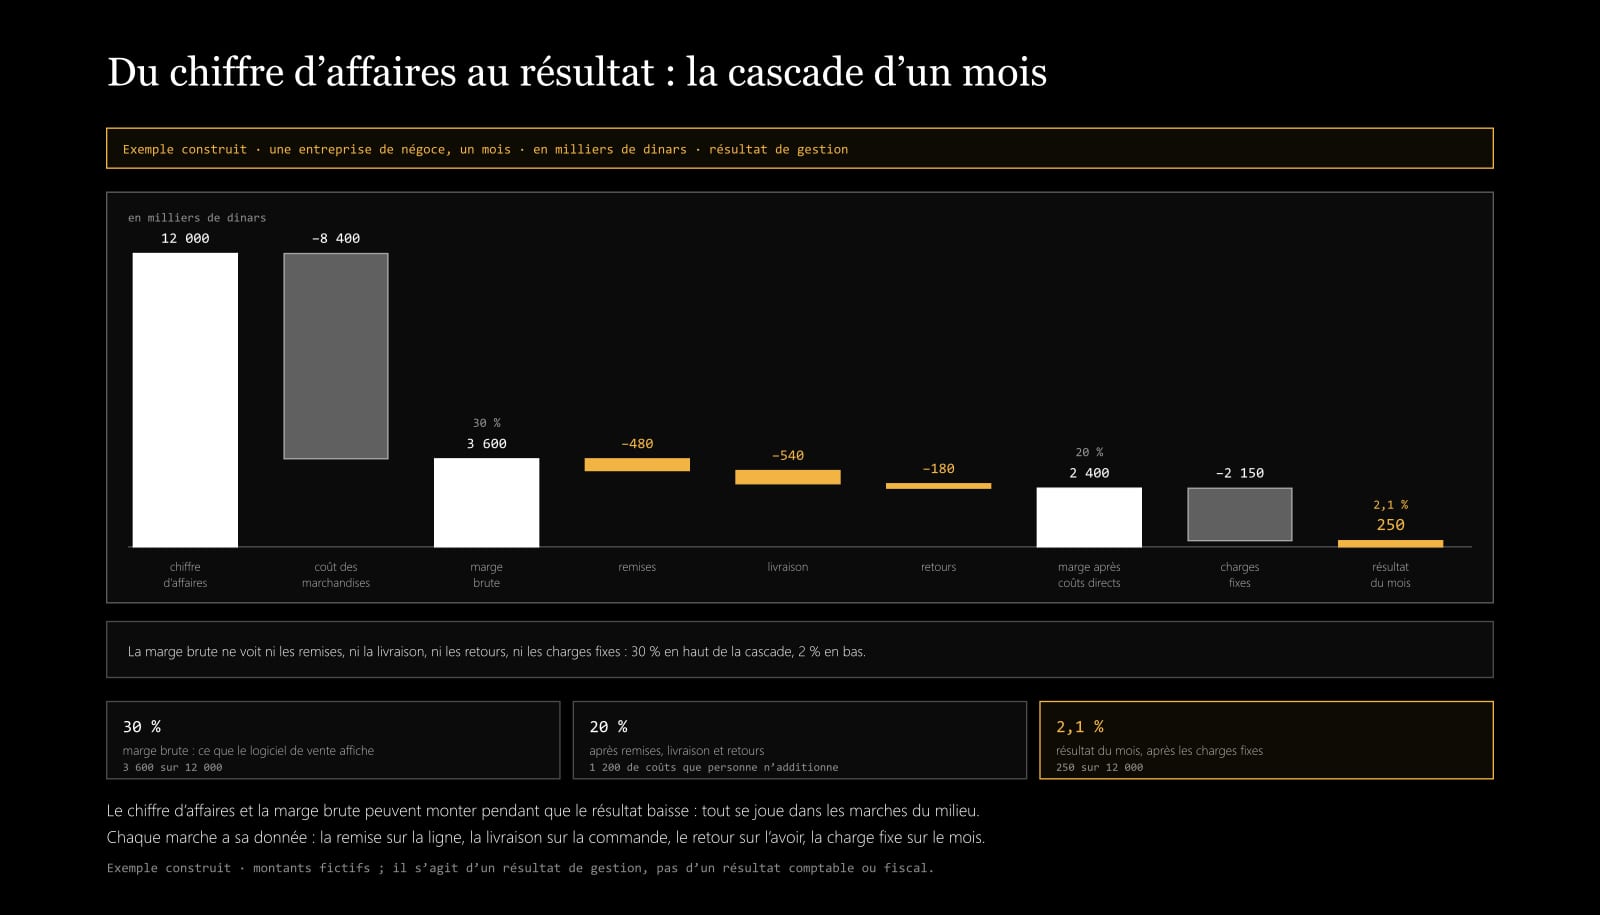 Du chiffre d’affaires au résultat : la cascade d’un mois
Exemple construit · une entreprise de négoce, un mois · en milliers de dinars · résultat de gestion
en milliers de dinars
12 000
chiffre
d’affaires
−8 400
coût des
marchandises
30 %
3 600
marge
brute
−480
remises
−540
livraison
−180
retours
20 %
2 400
marge après
coûts directs
−2 150
charges
fixes
2,1 %
250
résultat
du mois
La marge brute ne voit ni les remises, ni la livraison, ni les retours, ni les charges fixes : 30 % en haut de la cascade, 2 % en bas.
30 %
marge brute : ce que le logiciel de vente affiche
3 600 sur 12 000
20 %
après remises, livraison et retours
1 200 de coûts que personne n’additionne
2,1 %
résultat du mois, après les charges fixes
250 sur 12 000
Le chiffre d’affaires et la marge brute peuvent monter pendant que le résultat baisse : tout se joue dans les marches du milieu.
Chaque marche a sa donnée : la remise sur la ligne, la livraison sur la commande, le retour sur l’avoir, la charge fixe sur le mois.
Exemple construit · montants fictifs ; il s’agit d’un résultat de gestion, pas d’un résultat comptable ou fiscal.